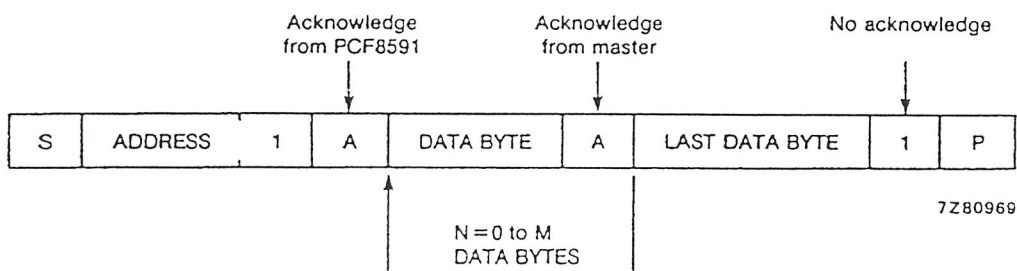 Acknowledge
from PCF8591
Acknowledge
from master
No acknowledge
S ADDRESS 1 A DATA BYTE A LAST DATA BYTE 1 P
7Z80969
N = 0 to M
DATA BYTES